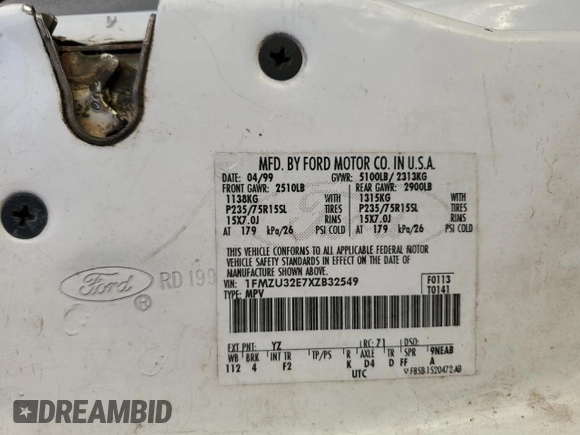 MFD. BY FORD MOTOR CO. IN U.S.A.
DATE: 04/99 GVWR: 5100LB/ 2313KG
FRONT GAWR: 2510LB REAR GAWR: 2900LB
1138KG WITH 1315KG WITH
P235/75R15SL TIRES P235/75R15SL TIRES
15X7.0J RIMS 15X7.0J RIMS
AT 179 kPa/26 PSI COLD AT 179 kPa/26 PSI COLD
THIS VEHICLE CONFORMS TO ALL APPLICABLE FEDERAL MOTOR
VEHICLE SAFETY STANDARDS IN EFFECT ON THE DATE OF
MANUFACTURE SHOWN ABOVE.
VIN: 1FMZU32E7XZB32549 F0113
TYPE: MPV T0141
EXT PNT: YZ RC: Z1 DSO:
WB BRK INT TR TP/PS R AXLE TR SPR 9NEAB
112 4 F2 K D4 D FF A
UTC F85B-1520472-AB
Ford ® RD 199
DREAMBID